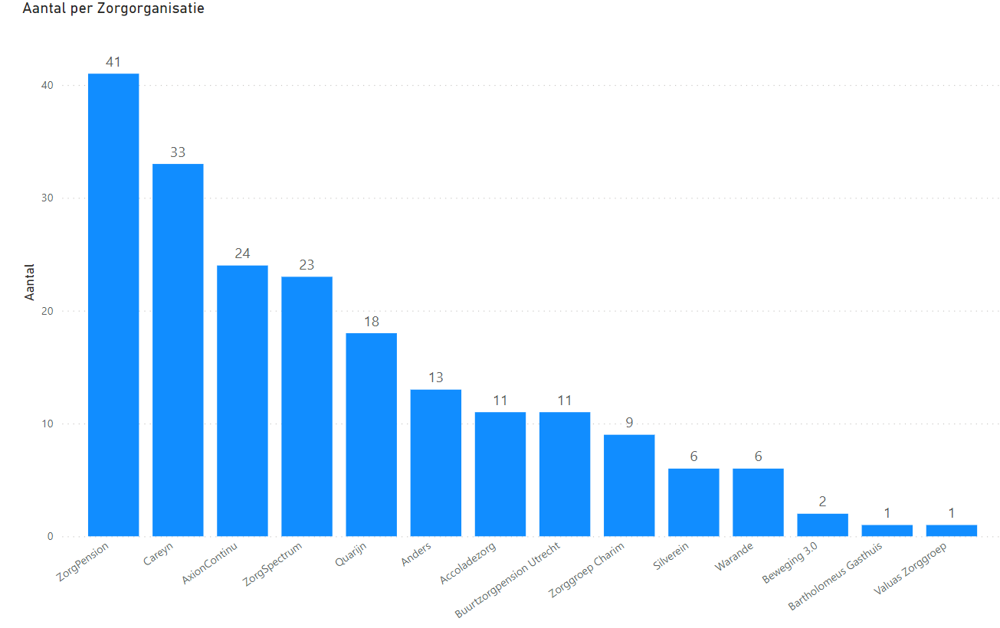 Aantal per Zorgorganisatie
41
40
33
30
24
23
Aantal
20
18
13
11
11
10
9
6
6
2
1
1
0
ZorgPension
Careyn
AxionContinu
ZorgSpectrum
Quarijn
Anders
Accoladezorg
Buurtzorgpension Utrecht
Zorggroep Charim
Silverein
Warande
Beweging 3.0
Bartholomeus Gasthuis
Valuas Zorggroep